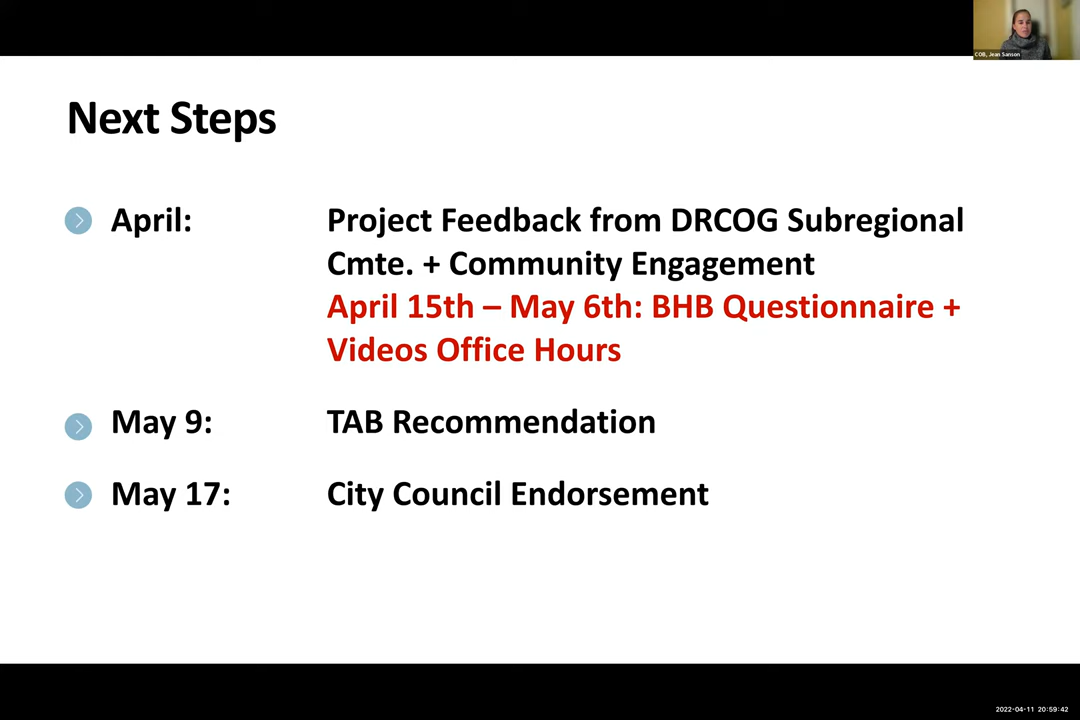 COB, Jean Sanson
Next Steps
April:
Project Feedback from DRCOG Subregional
Cmte. + Community Engagement
April 15th – May 6th: BHB Questionnaire +
Videos Office Hours
May 9:
TAB Recommendation
May 17:
City Council Endorsement
2022-04-11 20:59:42